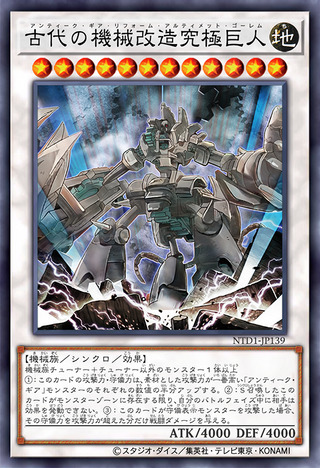 アンティーク・ギア・リフォーム・アルティメット・ゴーレム
古代の機械改造究極巨人
地
NTD1-JP139
【機械族/シンクロ/効果】
機械族チューナー+チューナー以外のモンスター1体以上
①:このカードの攻撃力・守備力は、素材とした攻撃力が一番高い「アンティーク・
ギア」モンスターのそれぞれの数値の半分アップする。②:S召喚したこの
カードがモンスターゾーンに存在する限り、自分のバトルフェイズ中に相手は
効果を発動できない。③:このカードが守備表示モンスターを攻撃した場合、
その守備力を攻撃力が超えた分だけ戦闘ダメージを与える。
ATK/4000 DEF/4000
©スタジオ・ダイス/集英社・テレビ東京・KONAMI